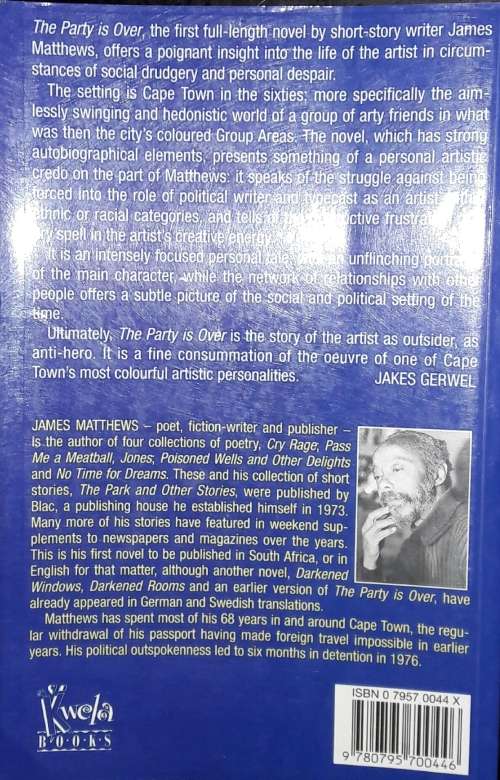 The Party is Over, the first full-length novel by short-story writer James
Matthews, offers a poignant insight into the life of the artist in circum-
stances of social drudgery and personal despair.
The setting is Cape Town in the sixties; more specifically the aim-
lessly swinging and hedonistic world of a group of arty friends in what
was then the city's coloured Group Areas. The novel, which has strong
autobiographical elements, presents something of a personal artistic
credo on the part of Matthews: it speaks of the struggle against being
forced into the role of political writer and typecast as an artist
ethnic or racial categories, and tells of
spell in the artist's creative energy.
It is an intensely focused personal tale, unflinching
of the main character, while the network of relationships with other
people offers a subtle picture of the social and political setting of the
time.
Ultimately, The Party is Over is the story of the artist as outsider, as
anti-hero. It is a fine consummation of the oeuvre of one of Cape
Town's most colourful artistic personalities. JAKES GERWEL
JAMES MATTHEWS – poet, fiction-writer and publisher –
Is the author of four collections of poetry, Cry Rage; Pass
Me a Meatball, Jones; Poisoned Wells and Other Delights
and No Time for Dreams. These and his collection of short
stories, The Park and Other Stories, were published by
Blac, a publishing house he established himself in 1973.
Many more of his stories have featured in weekend sup-
plements to newspapers and magazines over the years.
This is his first novel to be published in South Africa, or in
English for that matter, although another novel, Darkened
Windows, Darkened Rooms and an earlier version of The Party is Over, have
already appeared in German and Swedish translations.
Matthews has spent most of his 68 years in and around Cape Town, the regu-
lar withdrawal of his passport having made foreign travel impossible in earlier
years. His political outspokenness led to six months in detention in 1976.
Kwela
BOOKS
ISBN 0 7957 0044 X
9 780795 700446